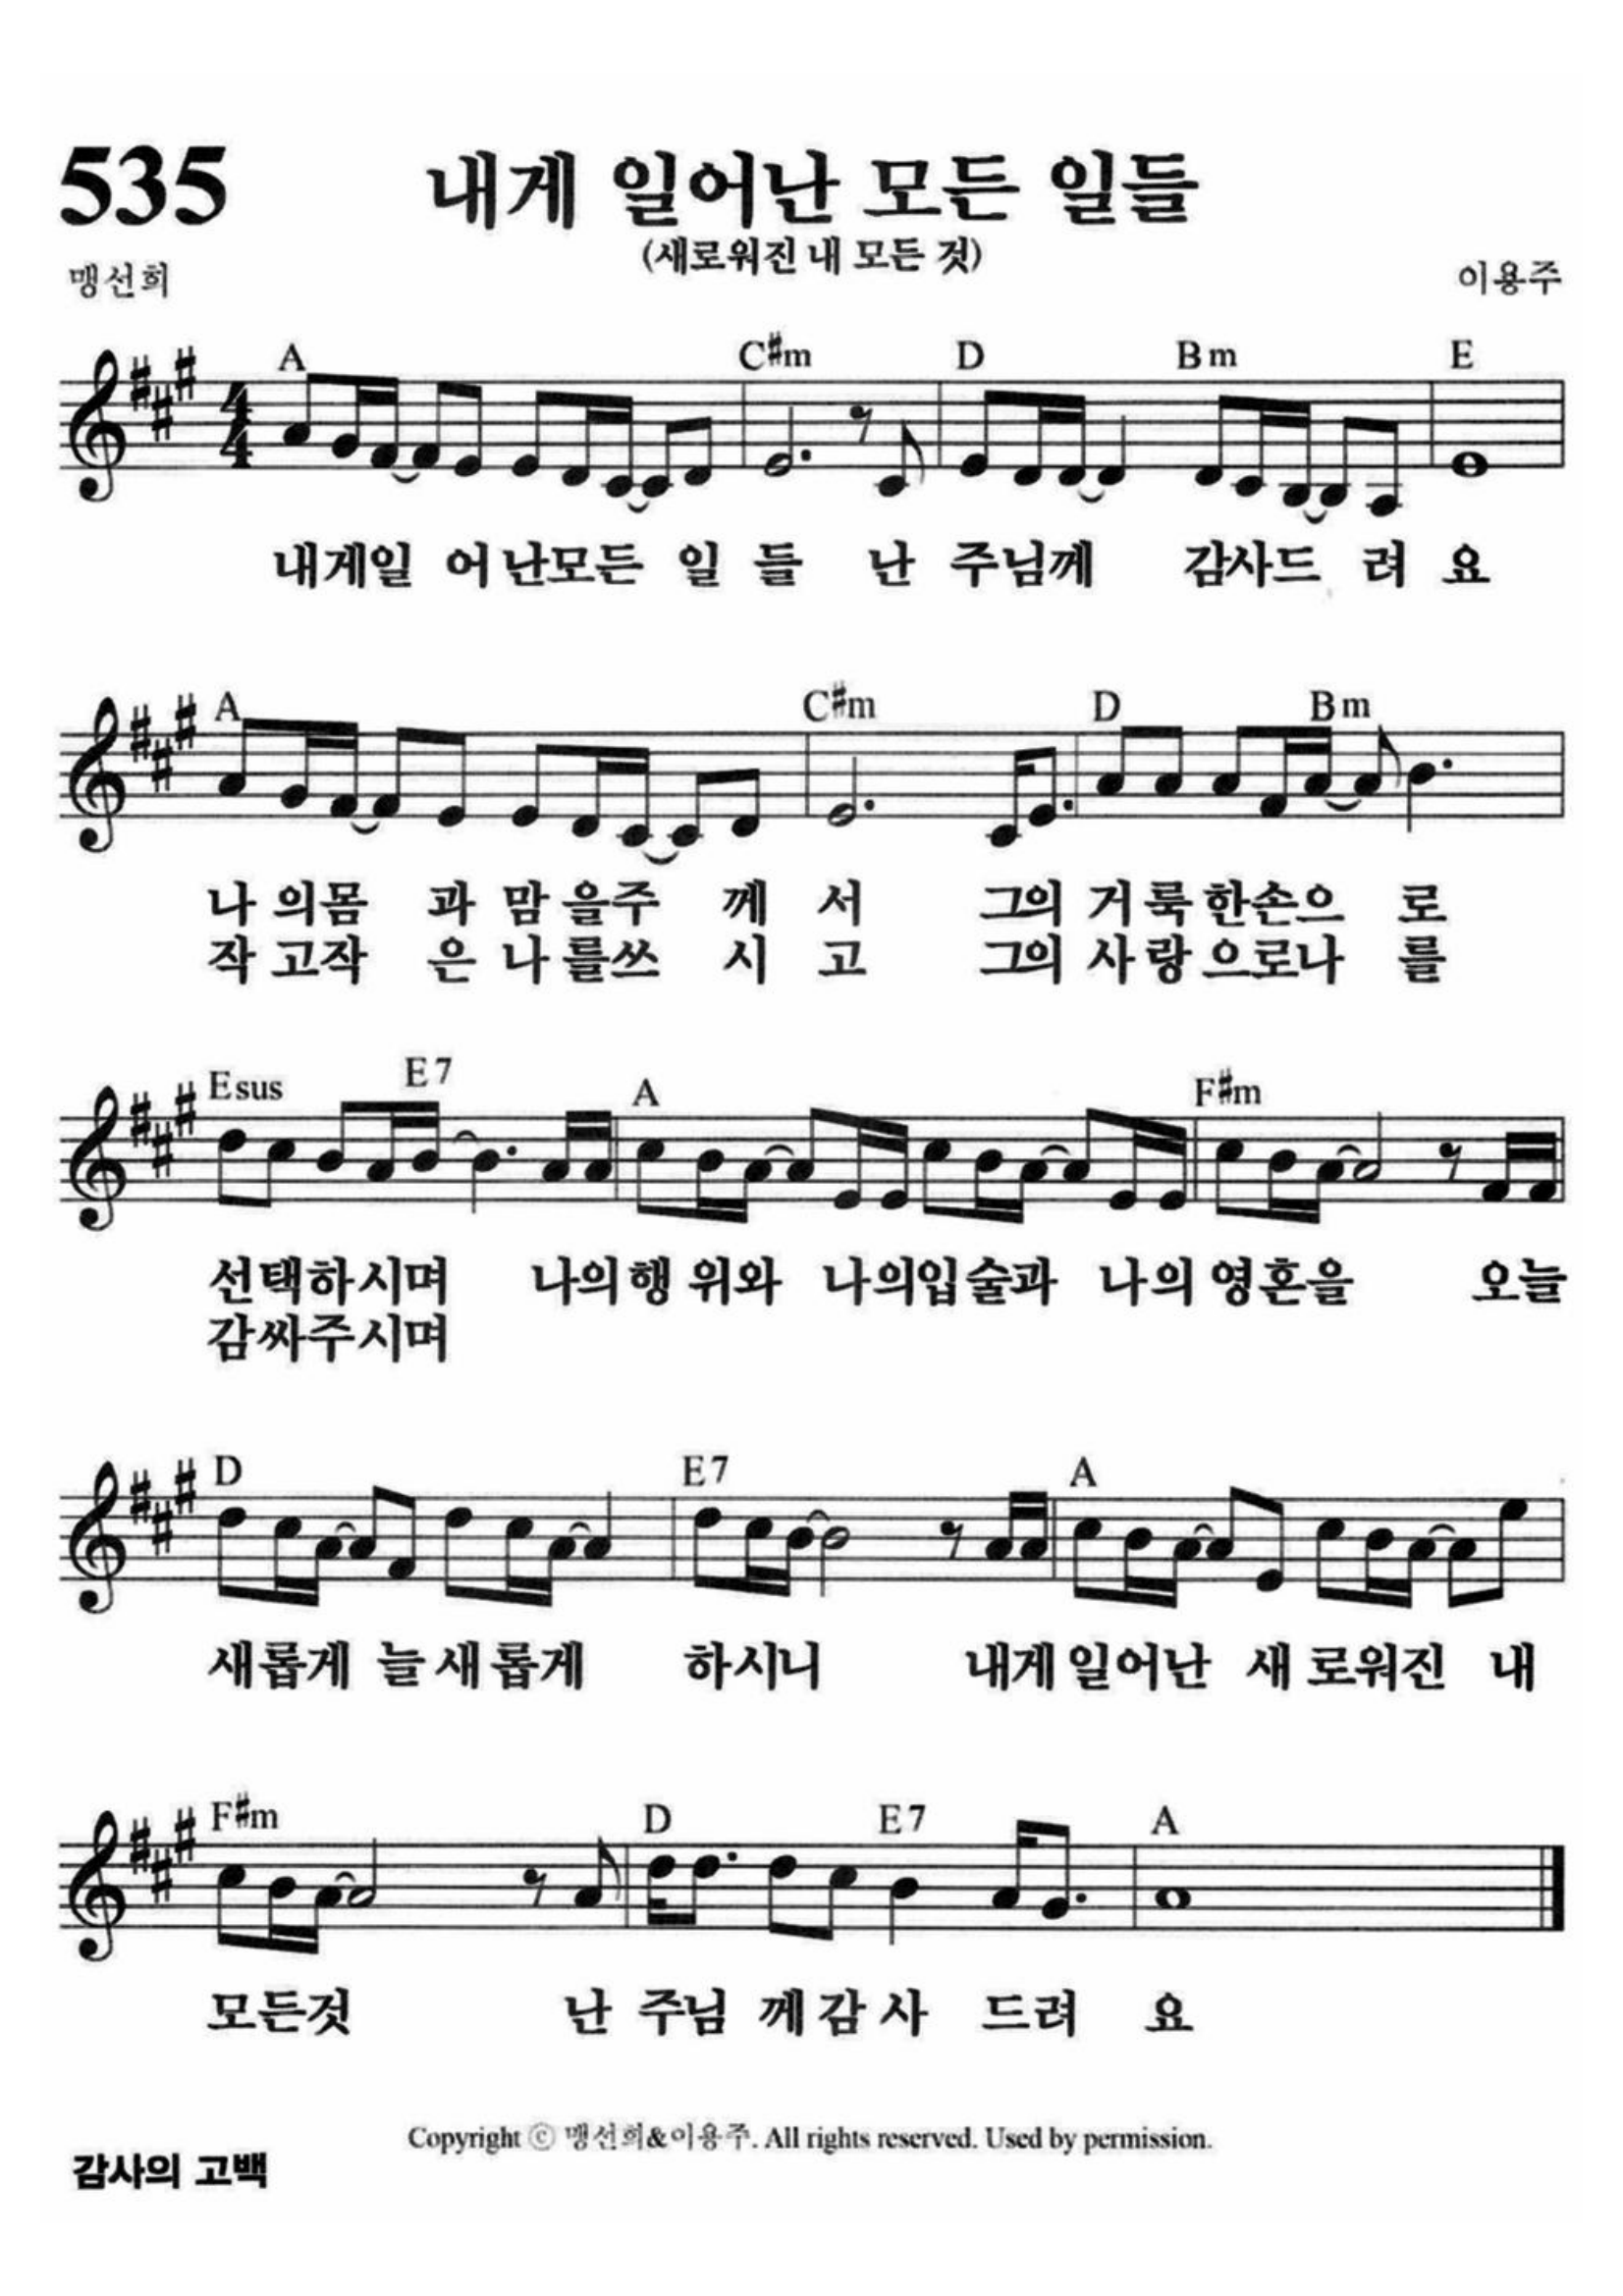 535
내게 일어난 모든 일들
(새로워진 내 모든 것)
맹선희 이용주
A C#m D Bm E
내게일 어 난모든 일 들 난 주님께 감사드 려 요
A C#m D Bm
나 의몸 과 맘 을주 께 서 그의 거 룩 한손으 로
작 고작 은 나 를쓰 시 고 그의 사 랑 으로나 를
Esus E7 A F#m
선택하시며 나의행 위와 나의입술과 나의 영혼을 오늘
감싸주시며
D E7 A
새롭게 늘새롭게 하시니 내게 일어난 새 로워진 내
F#m D E7 A
모든것 난 주님 께감 사 드려 요
Copyright ⓒ 맹선희&이용주. All rights reserved. Used by permission.
감사의 고백